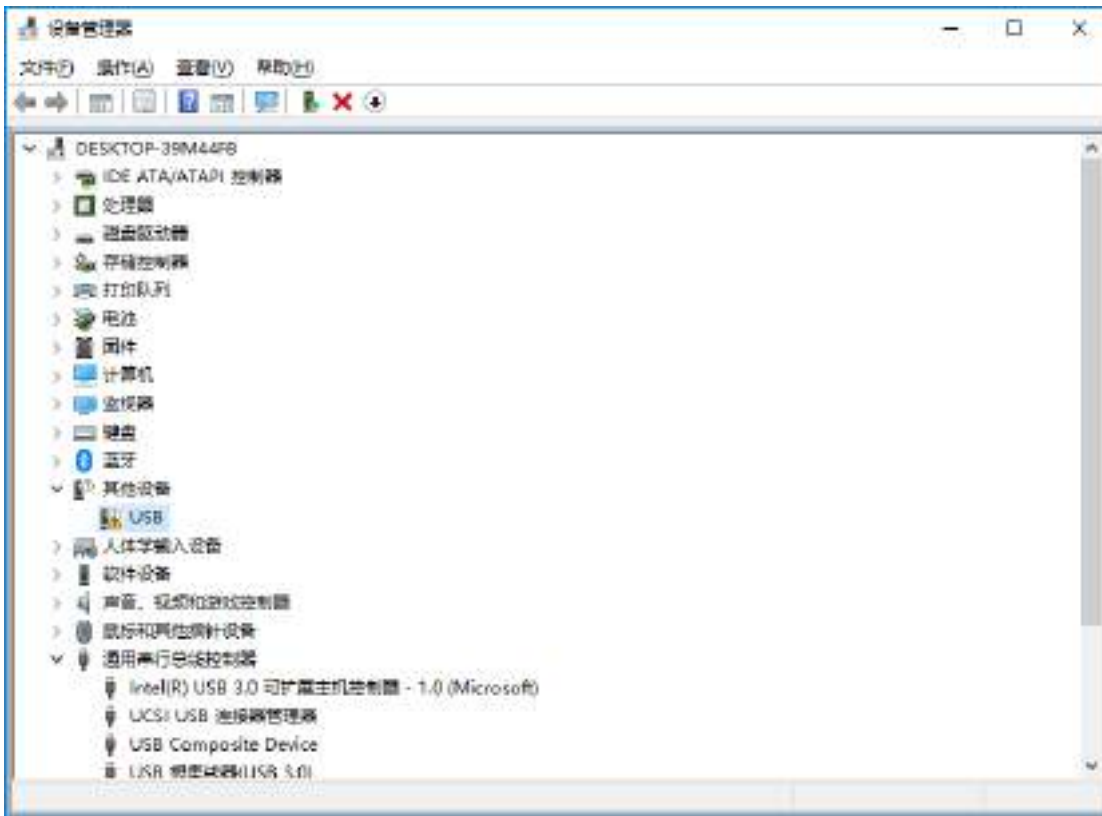 设备管理器
文件(F) 操作(A) 查看(V) 帮助(H)
DESKTOP-39M44FB
IDE ATA/ATAPI 控制器
处理器
磁盘驱动器
存储控制器
打印队列
电池
固件
计算机
监视器
键盘
蓝牙
其他设备
USB
人体学输入设备
软件设备
声音、视频和游戏控制器
鼠标和其他指针设备
通用串行总线控制器
Intel(R) USB 3.0 可扩展主机控制器 - 1.0 (Microsoft)
UCSI USB 连接器管理器
USB Composite Device
USB 根集线器(USB 3.0)